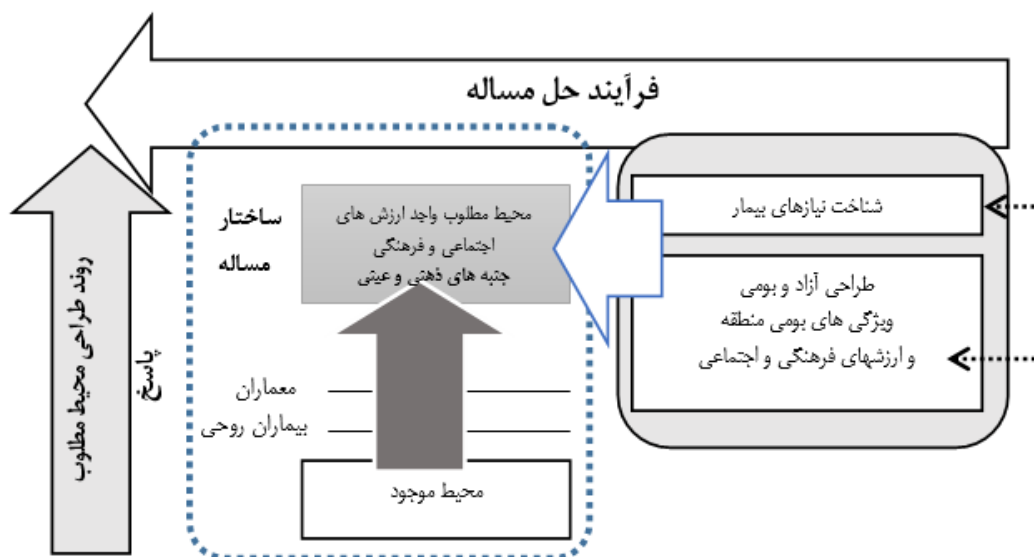 فرآیند حل مساله
شناخت نیازهای بیمار
طراحی آزاد و بومی
ویژگی های بومی منطقه
و ارزشهای فرهنگی و اجتماعی
ساختار
مساله
محیط مطلوب واجد ارزش های
اجتماعی و فرهنگی
جنبه های ذهنی و عینی
معماران
بیماران روحی
محیط موجود
پاسخ
روند طراحی محیط مطلوب